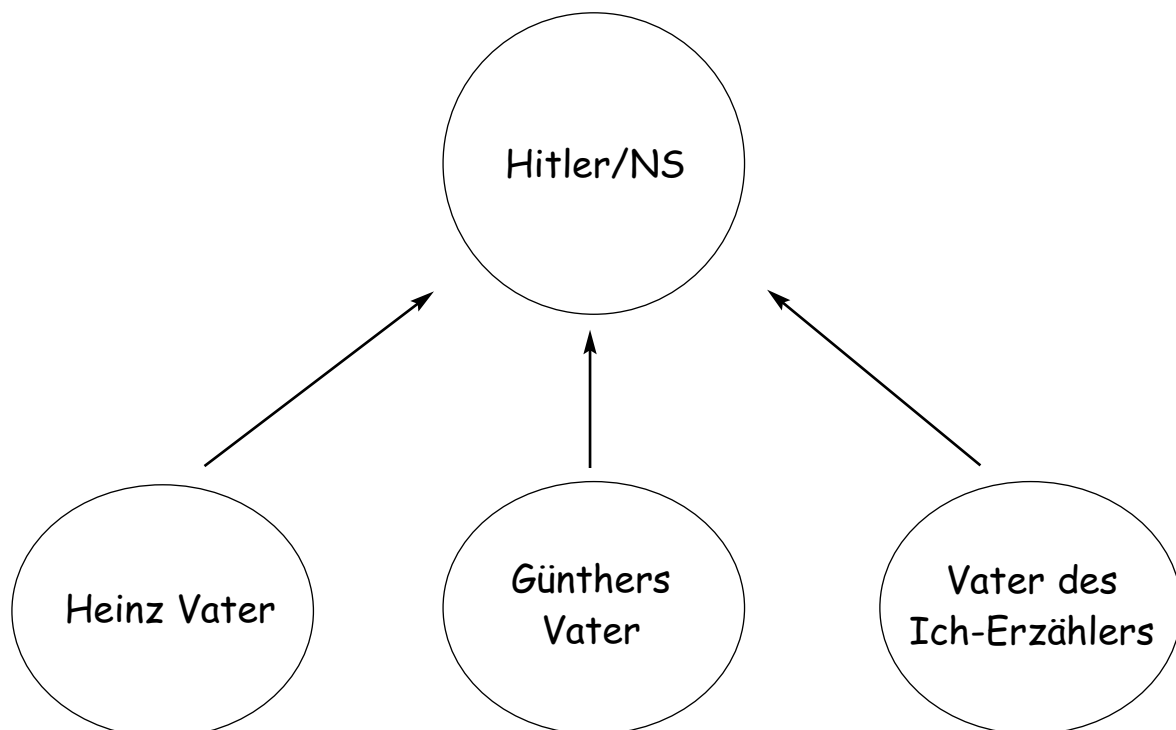 Hitler/NS
Heinz Vater
Günthers
Vater
Vater des
Ich-Erzählers